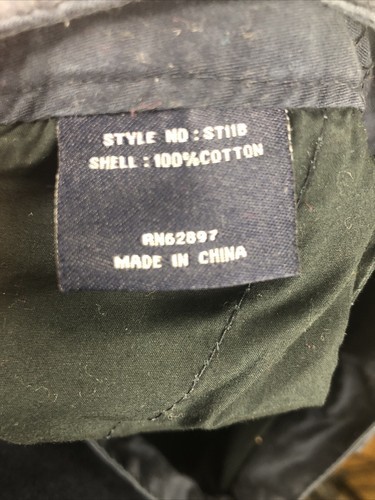 STYLE NO : ST11B
SHELL : 100% COTTON
RN62897
MADE IN CHINA